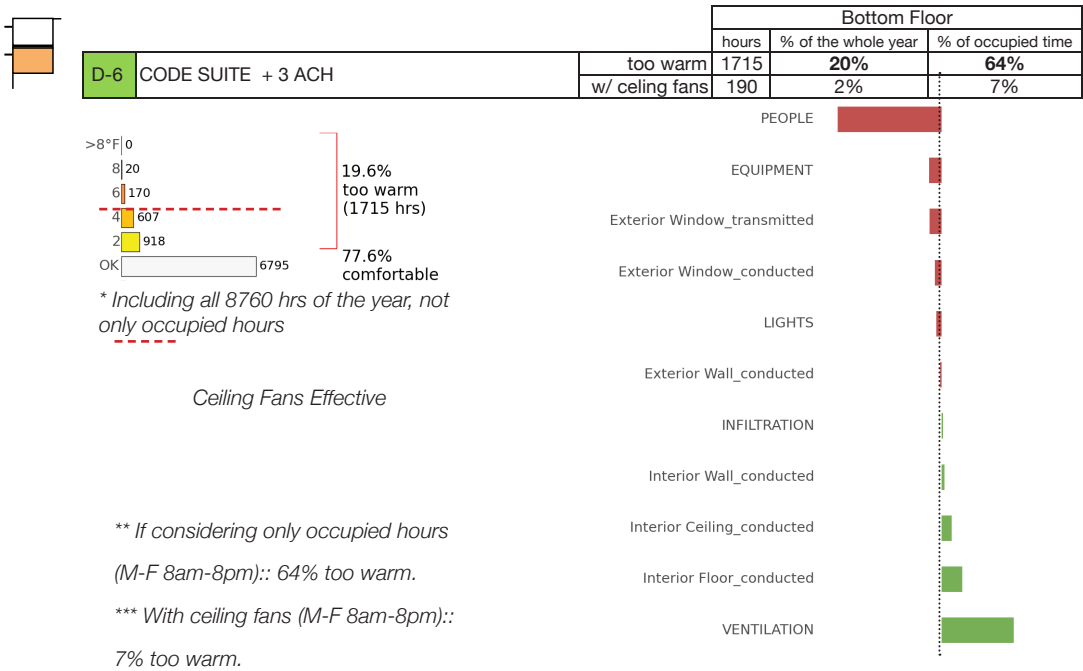 Bottom Floor
hours % of the whole year % of occupied time
D-6 CODE SUITE + 3 ACH too warm 1715 20% 64%
w/ celing fans 190 2% 7%
>8°F 0
8 20
6 170
4 607
2 918
OK 6795
19.6%
too warm
(1715 hrs)
77.6%
comfortable
* Including all 8760 hrs of the year, not
only occupied hours
Ceiling Fans Effective
** If considering only occupied hours
(M-F 8am-8pm):: 64% too warm.
*** With ceiling fans (M-F 8am-8pm)::
7% too warm.
PEOPLE
EQUIPMENT
Exterior Window_transmitted
Exterior Window_conducted
LIGHTS
Exterior Wall_conducted
INFILTRATION
Interior Wall_conducted
Interior Ceiling_conducted
Interior Floor_conducted
VENTILATION